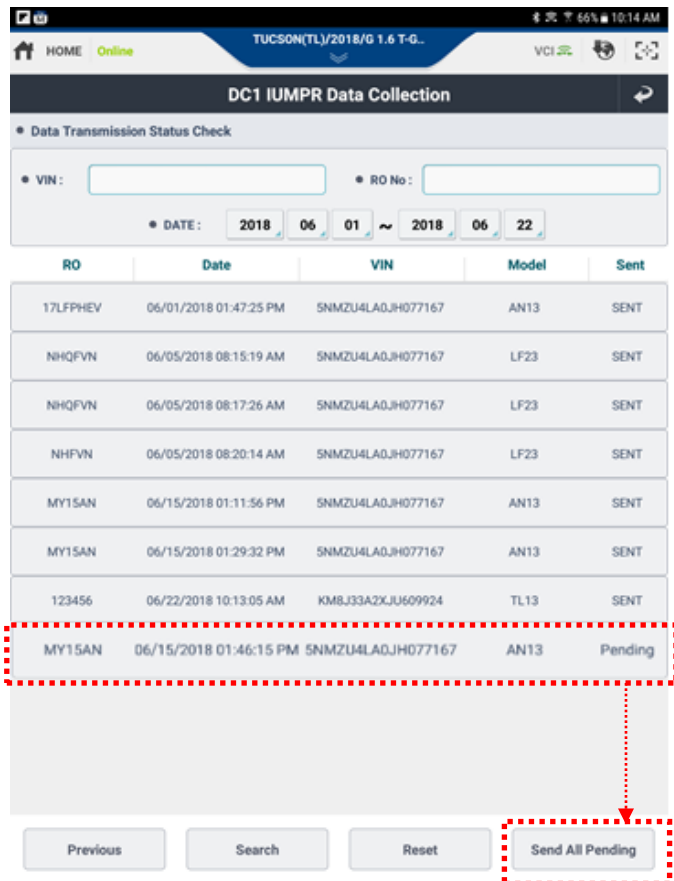 66% 10:14 AM
HOME Online TUCSON(TL)/2018/G 1.6 T-G.. VCI
DC1 IUMPR Data Collection
Data Transmission Status Check
VIN : RO No :
DATE : 2018 06 01 ~ 2018 06 22
RO Date VIN Model Sent
17LFPHEV 06/01/2018 01:47:25 PM 5NMZU4LA0JH077167 AN13 SENT
NHQFVN 06/05/2018 08:15:19 AM 5NMZU4LA0JH077167 LF23 SENT
NHQFVN 06/05/2018 08:17:26 AM 5NMZU4LA0JH077167 LF23 SENT
NHFVN 06/05/2018 08:20:14 AM 5NMZU4LA0JH077167 LF23 SENT
MY15AN 06/15/2018 01:11:56 PM 5NMZU4LA0JH077167 AN13 SENT
MY15AN 06/15/2018 01:29:32 PM 5NMZU4LA0JH077167 AN13 SENT
123456 06/22/2018 10:13:05 AM KM8J33A2XJU609924 TL13 SENT
MY15AN 06/15/2018 01:46:15 PM 5NMZU4LA0JH077167 AN13 Pending
Previous Search Reset Send All Pending